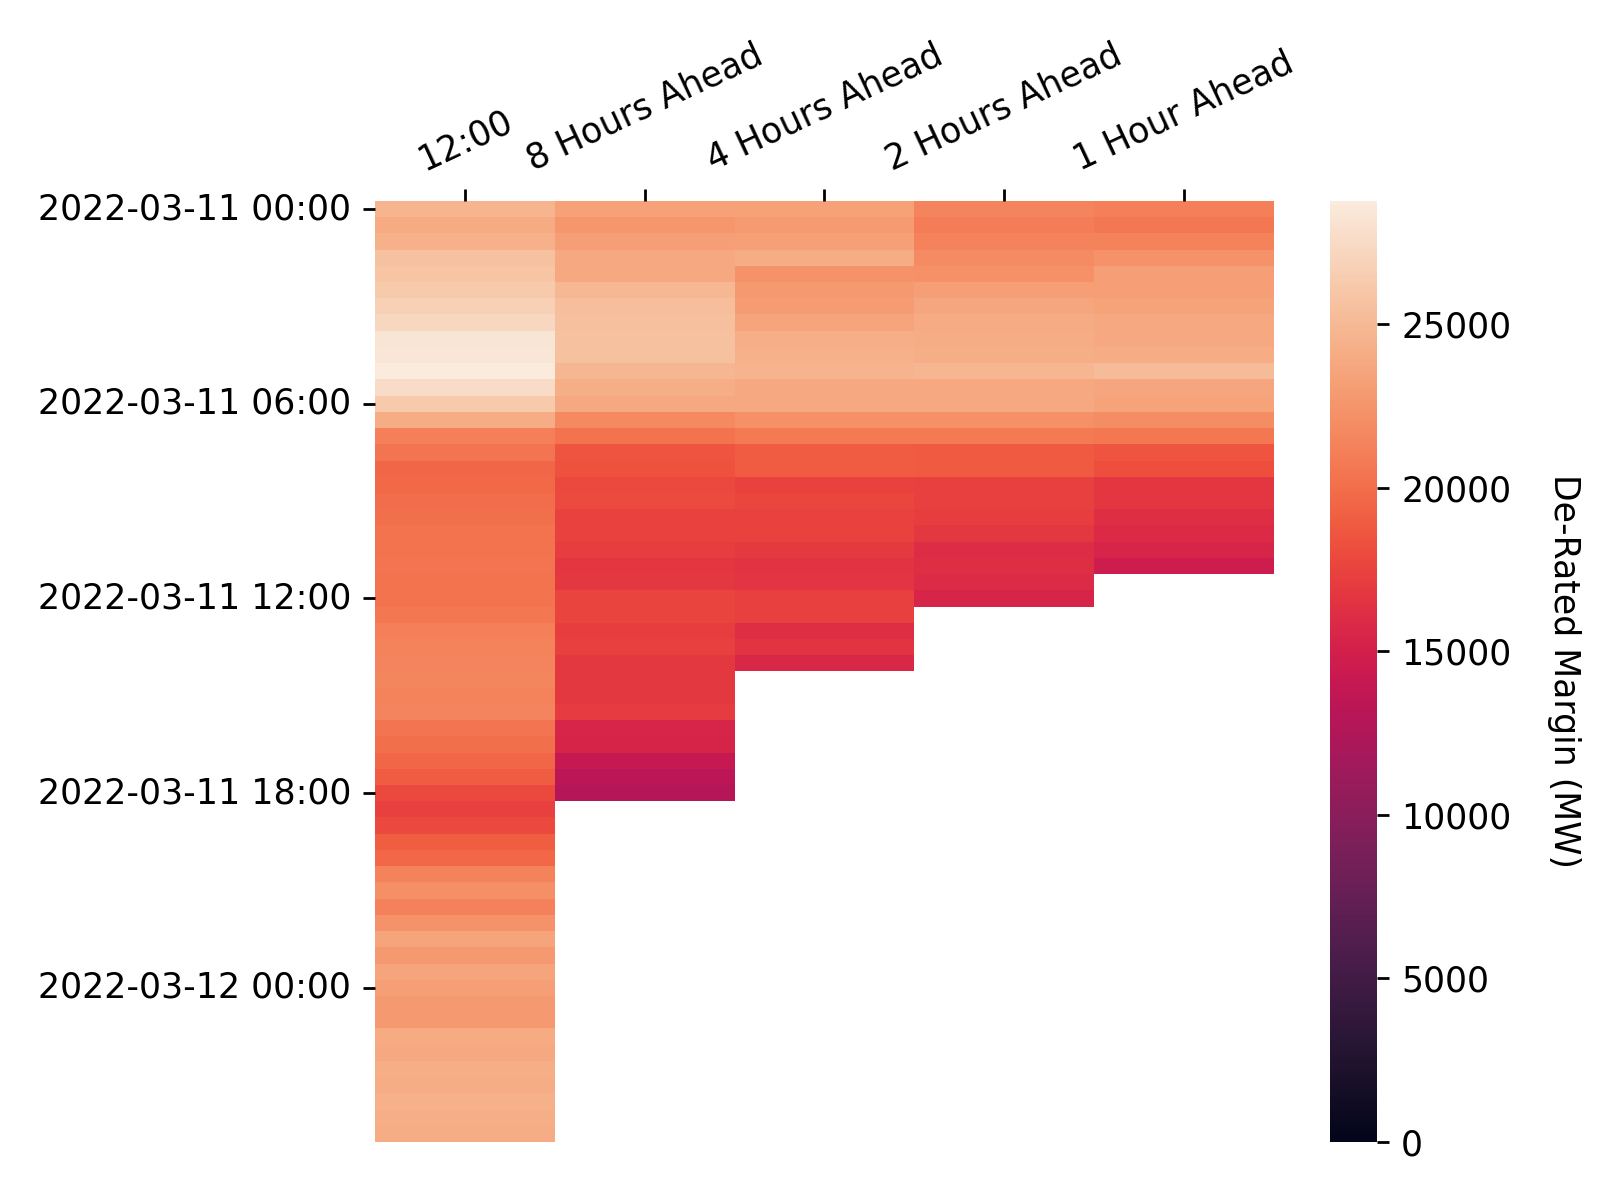 12:00
8 Hours Ahead
4 Hours Ahead
2 Hours Ahead
1 Hour Ahead
2022-03-11 00:00
2022-03-11 06:00
2022-03-11 12:00
2022-03-11 18:00
2022-03-12 00:00
25000
20000
15000
10000
5000
0
De-Rated Margin (MW)